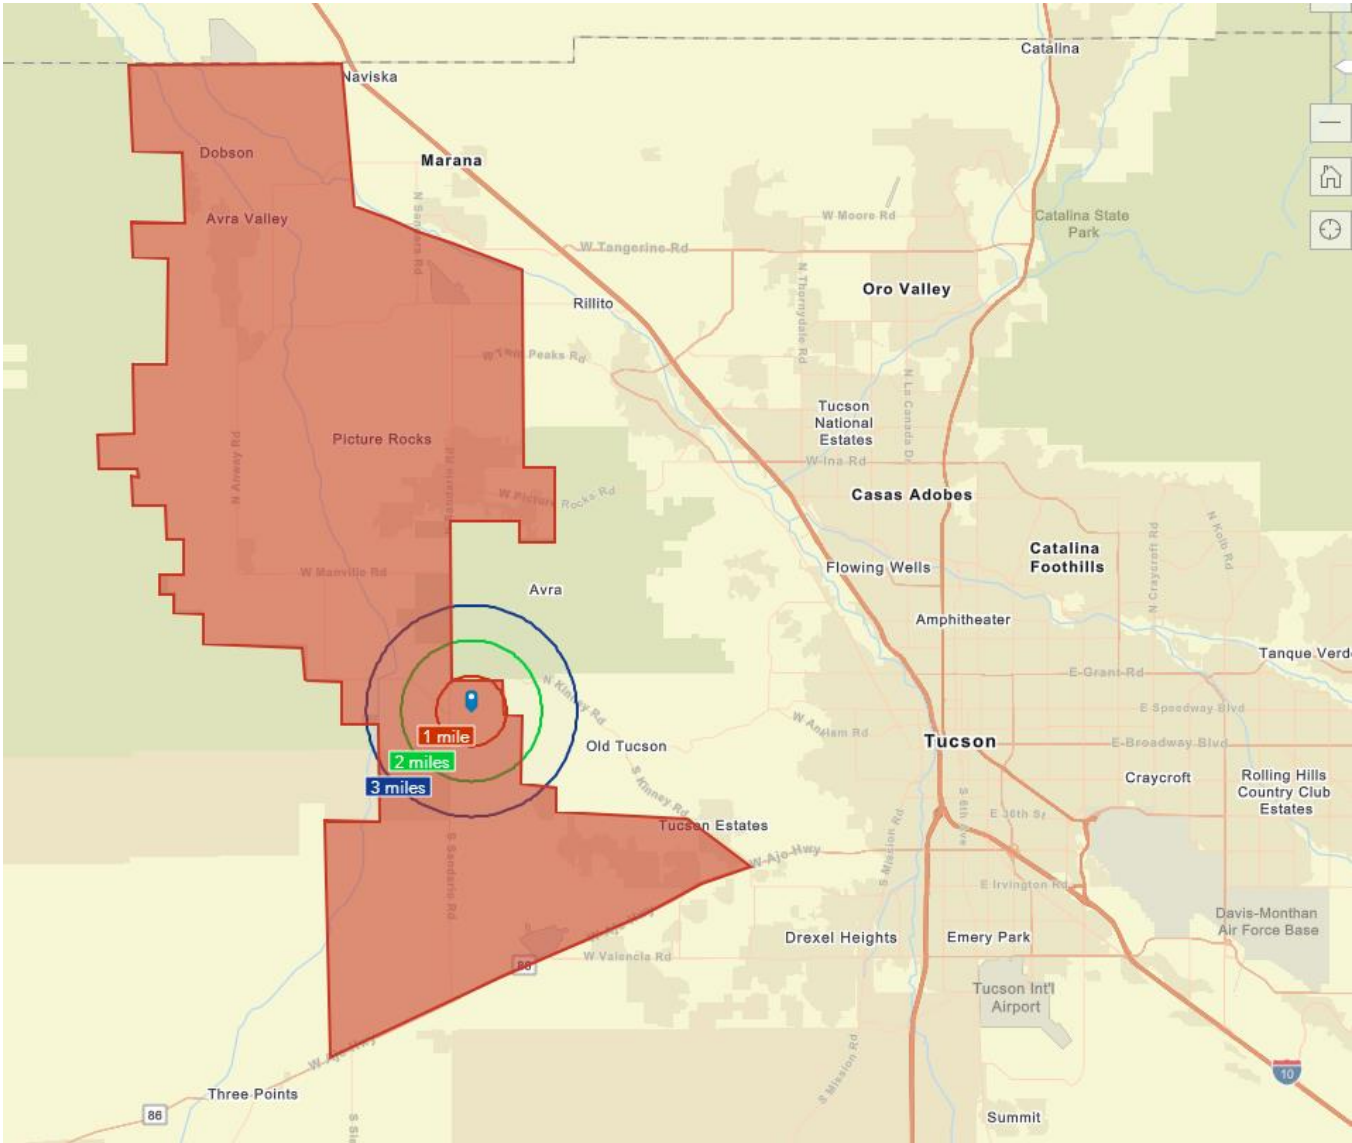 Catalina
Naviska
Dobson
Marana
N Sanders Rd
Avra Valley
W Moore Rd
Catalina State
Park
W Tangerine Rd
N Thornydale Rd
Oro Valley
Rillito
W Twin Peaks Rd
N La Canada Dr
Tucson
National
Estates
Picture Rocks
N Anway Rd
N Sandario Rd
W Ina Rd
W Picture Rocks Rd
Casas Adobes
N Kolb Rd
N Craycroft Rd
Catalina
Foothills
W Manville Rd
Flowing Wells
Avra
Amphitheater
Tanque Verd
E Grant Rd
N Kinney Rd
E Speedway Blvd
W Anklam Rd
1 mile
Old Tucson
Tucson
E Broadway Blvd
2 miles
Craycroft
Rolling Hills
Country Club
Estates
3 miles
S Kinney Rd
S 6th Ave
E 36th St
Tucson Estates
S Mission Rd
W Ajo Hwy
S Sandario Rd
E Irvington Rd
W Ajo Hwy
Davis-Monthan
Air Force Base
Drexel Heights
Emery Park
W Valencia Rd
86
Tucson Int'l
Airport
W Ajo Hwy
S Mission Rd
10
Three Points
86
Summit